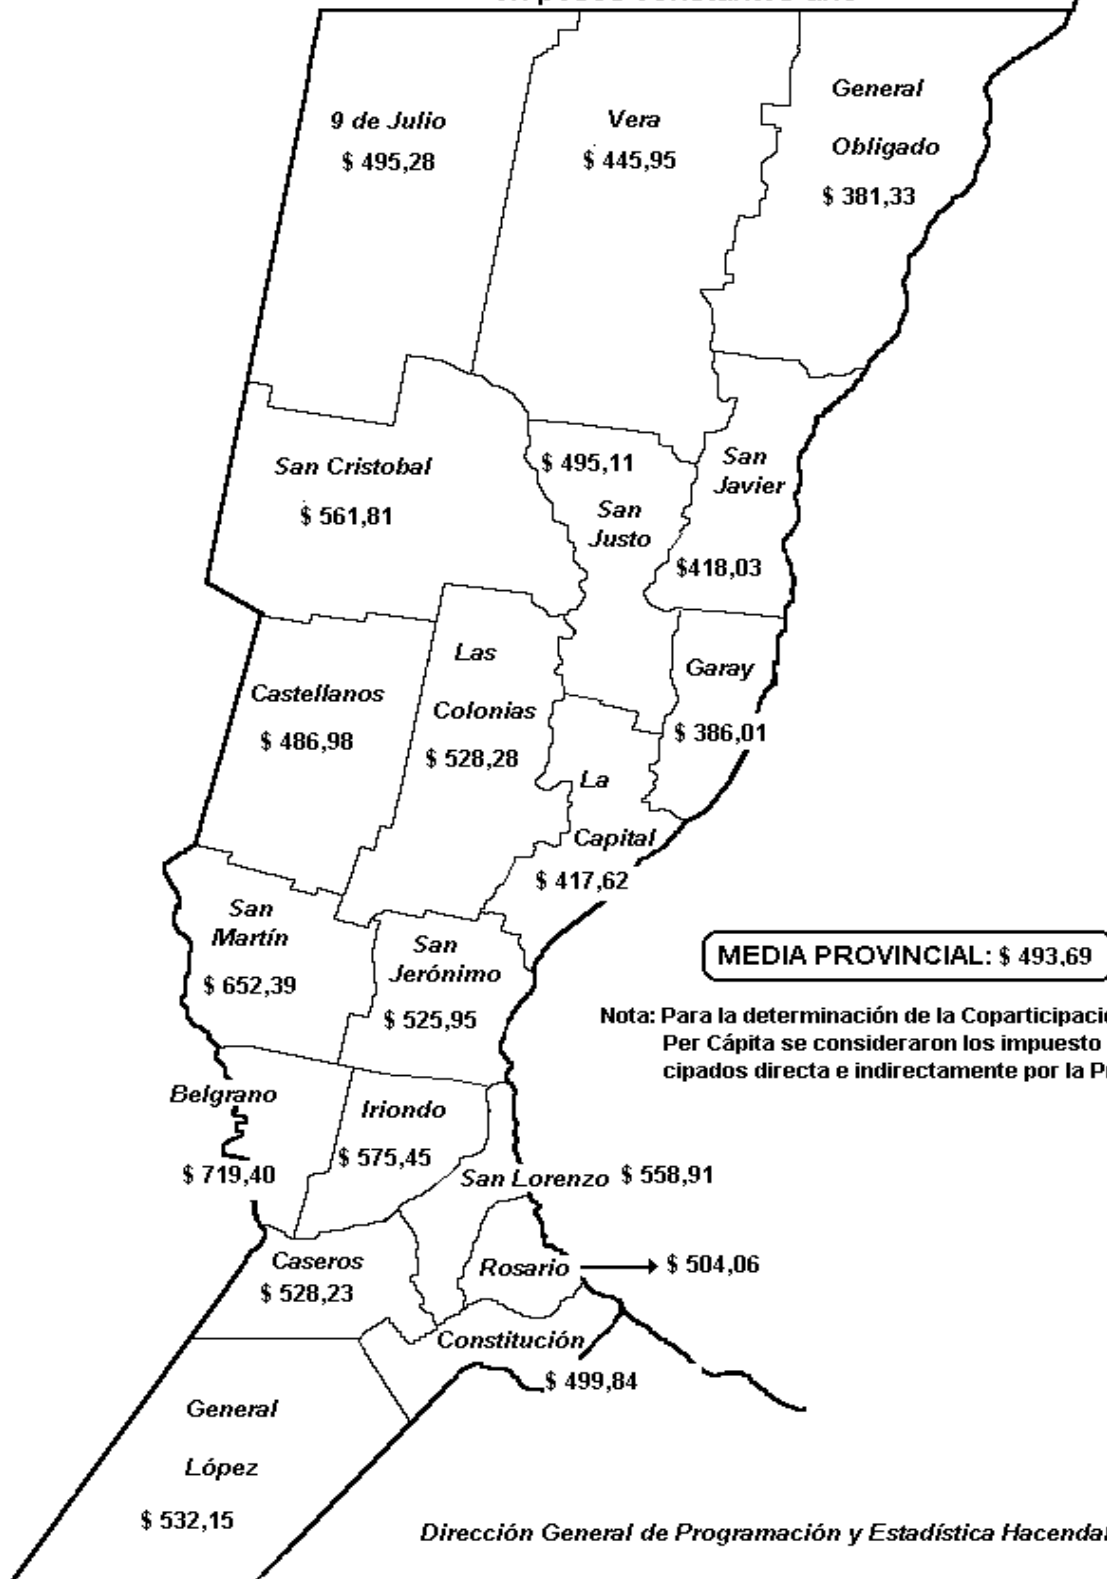 9 de Julio
$ 495,28
Vera
$ 445,95
General
Obligado
$ 381,33
San Cristobal
$ 561,81
$ 495,11
San
Justo
San
Javier
$418,03
Las
Colonias
$ 528,28
Castellanos
$ 486,98
Garay
$ 386,01
La
Capital
$ 417,62
San
Martín
$ 652,39
San
Jerónimo
$ 525,95
MEDIA PROVINCIAL: $ 493,69
Nota: Para la determinación de la Coparticipació
Per Cápita se consideraron los impuesto
cipados directa e indirectamente por la P
Belgrano
$ 719,40
Iriondo
$ 575,45
San Lorenzo $ 558,91
Caseros
$ 528,23
Rosario $ 504,06
Constitución
$ 499,84
General
López
$ 532,15
Dirección General de Programación y Estadística Hacendal